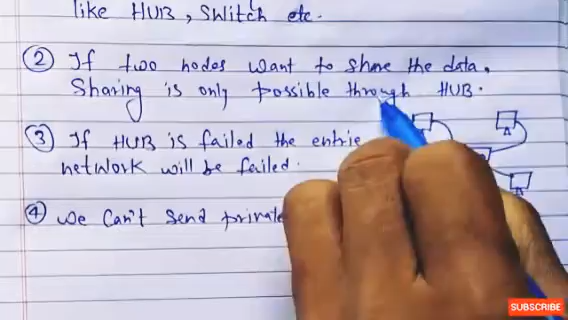 like HUB, Switch etc.
② If two nodes want to share the data.
Sharing is only possible through HUB.
③ If HUB is failed the entrie
network will be failed.
④ We Can't Send private
SUBSCRIBE